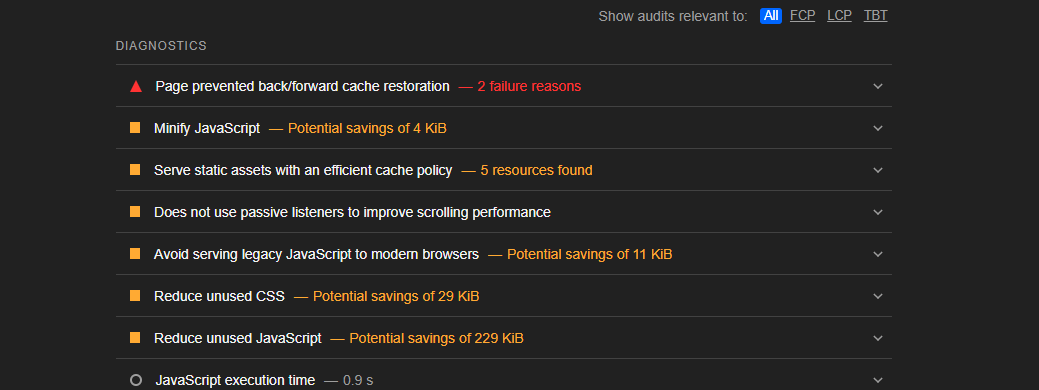 Show audits relevant to: All FCP LCP TBT
DIAGNOSTICS
Page prevented back/forward cache restoration — 2 failure reasons
Minify JavaScript — Potential savings of 4 KiB
Serve static assets with an efficient cache policy — 5 resources found
Does not use passive listeners to improve scrolling performance
Avoid serving legacy JavaScript to modern browsers — Potential savings of 11 KiB
Reduce unused CSS — Potential savings of 29 KiB
Reduce unused JavaScript — Potential savings of 229 KiB
JavaScript execution time — 0.9 s